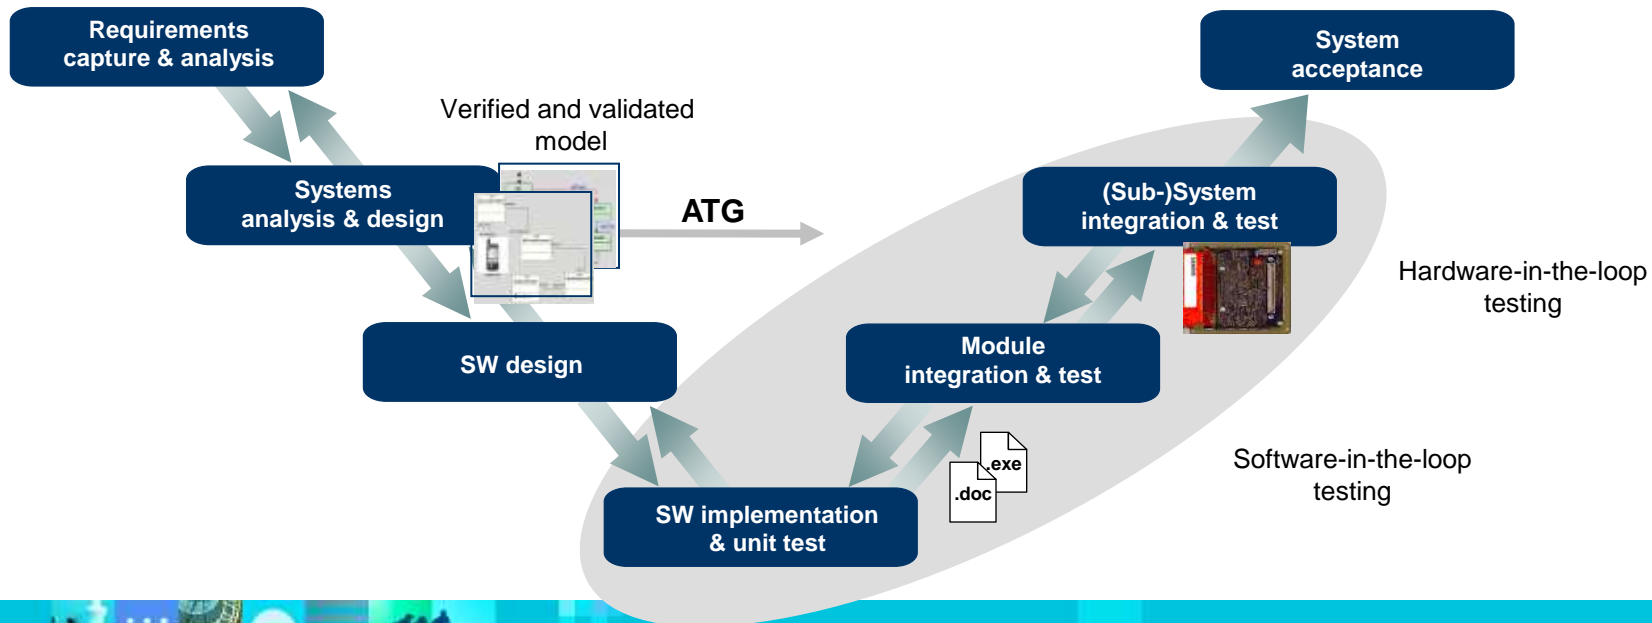 Requirements
capture & analysis
System
acceptance
Verified and validated
model
Systems
analysis & design
ATG
(Sub-)System
integration & test
Hardware-in-the-loop
testing
SW design
Module
integration & test
.exe
.doc
Software-in-the-loop
testing
SW implementation
& unit test